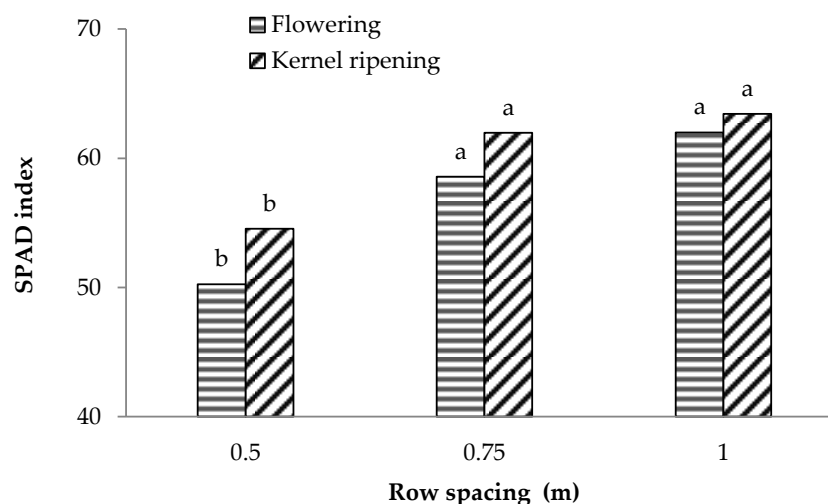 70
Flowering
Kernel ripening
a
a
a
a
60
b
b
SPAD index
50
40
0.5
0.75
1
Row spacing (m)